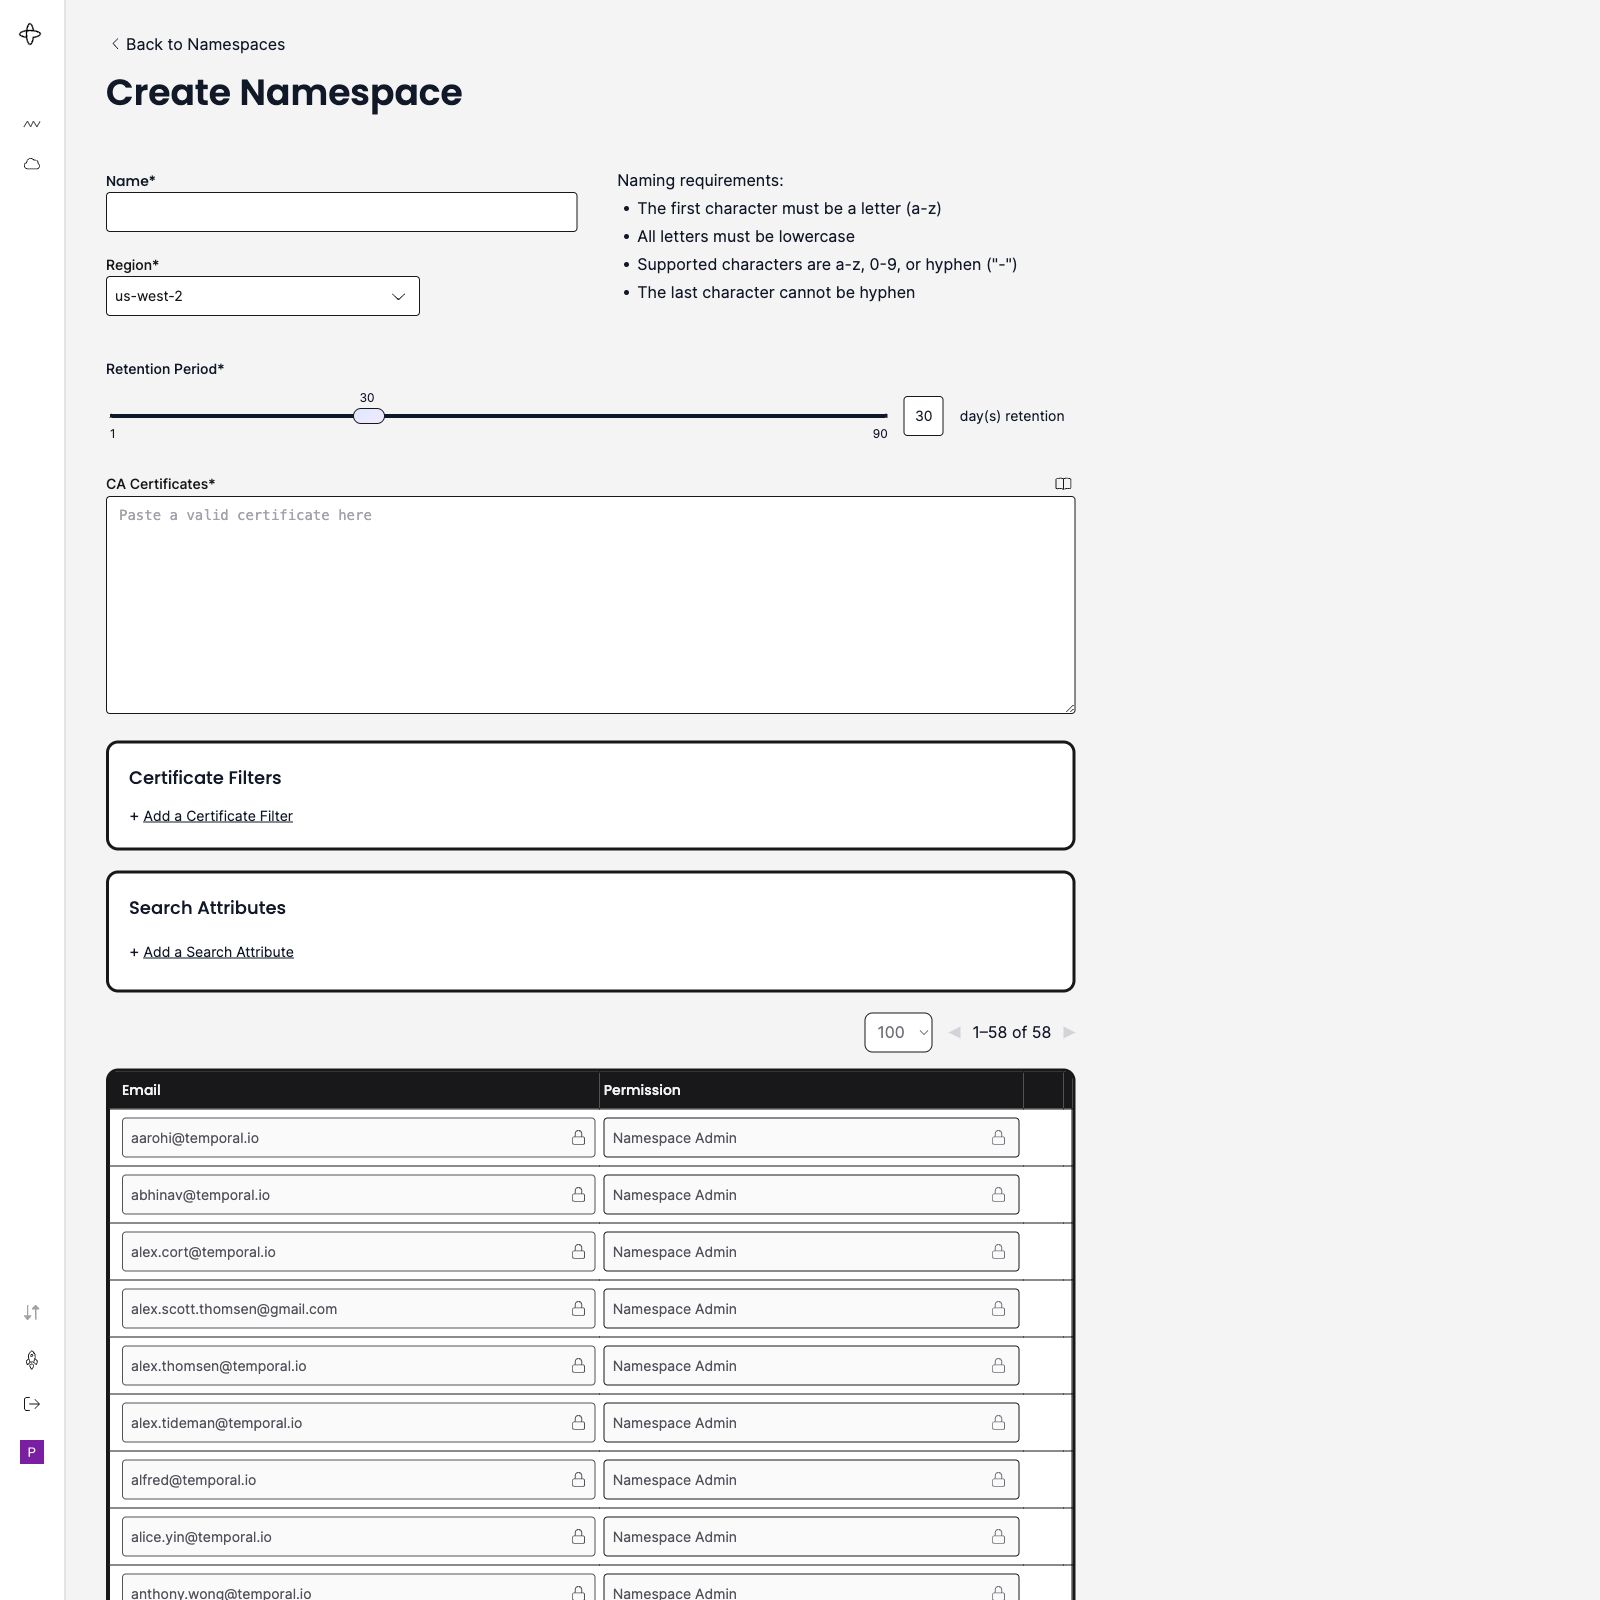 Back to Namespaces
Create Namespace
Name*
Naming requirements:
• The first character must be a letter (a-z)
• All letters must be lowercase
• Supported characters are a-z, 0-9, or hyphen ("-")
• The last character cannot be hyphen
Region*
us-west-2
Retention Period*
30
1
90
30 day(s) retention
CA Certificates*
Paste a valid certificate here
Certificate Filters
+ Add a Certificate Filter
Search Attributes
+ Add a Search Attribute
100 1–58 of 58
Email Permission
aarohi@temporal.io Namespace Admin
abhinav@temporal.io Namespace Admin
alex.cort@temporal.io Namespace Admin
alex.scott.thomsen@gmail.com Namespace Admin
alex.thomsen@temporal.io Namespace Admin
alex.tideman@temporal.io Namespace Admin
alfred@temporal.io Namespace Admin
alice.yin@temporal.io Namespace Admin
anthony.wong@temporal.io Namespace Admin
P